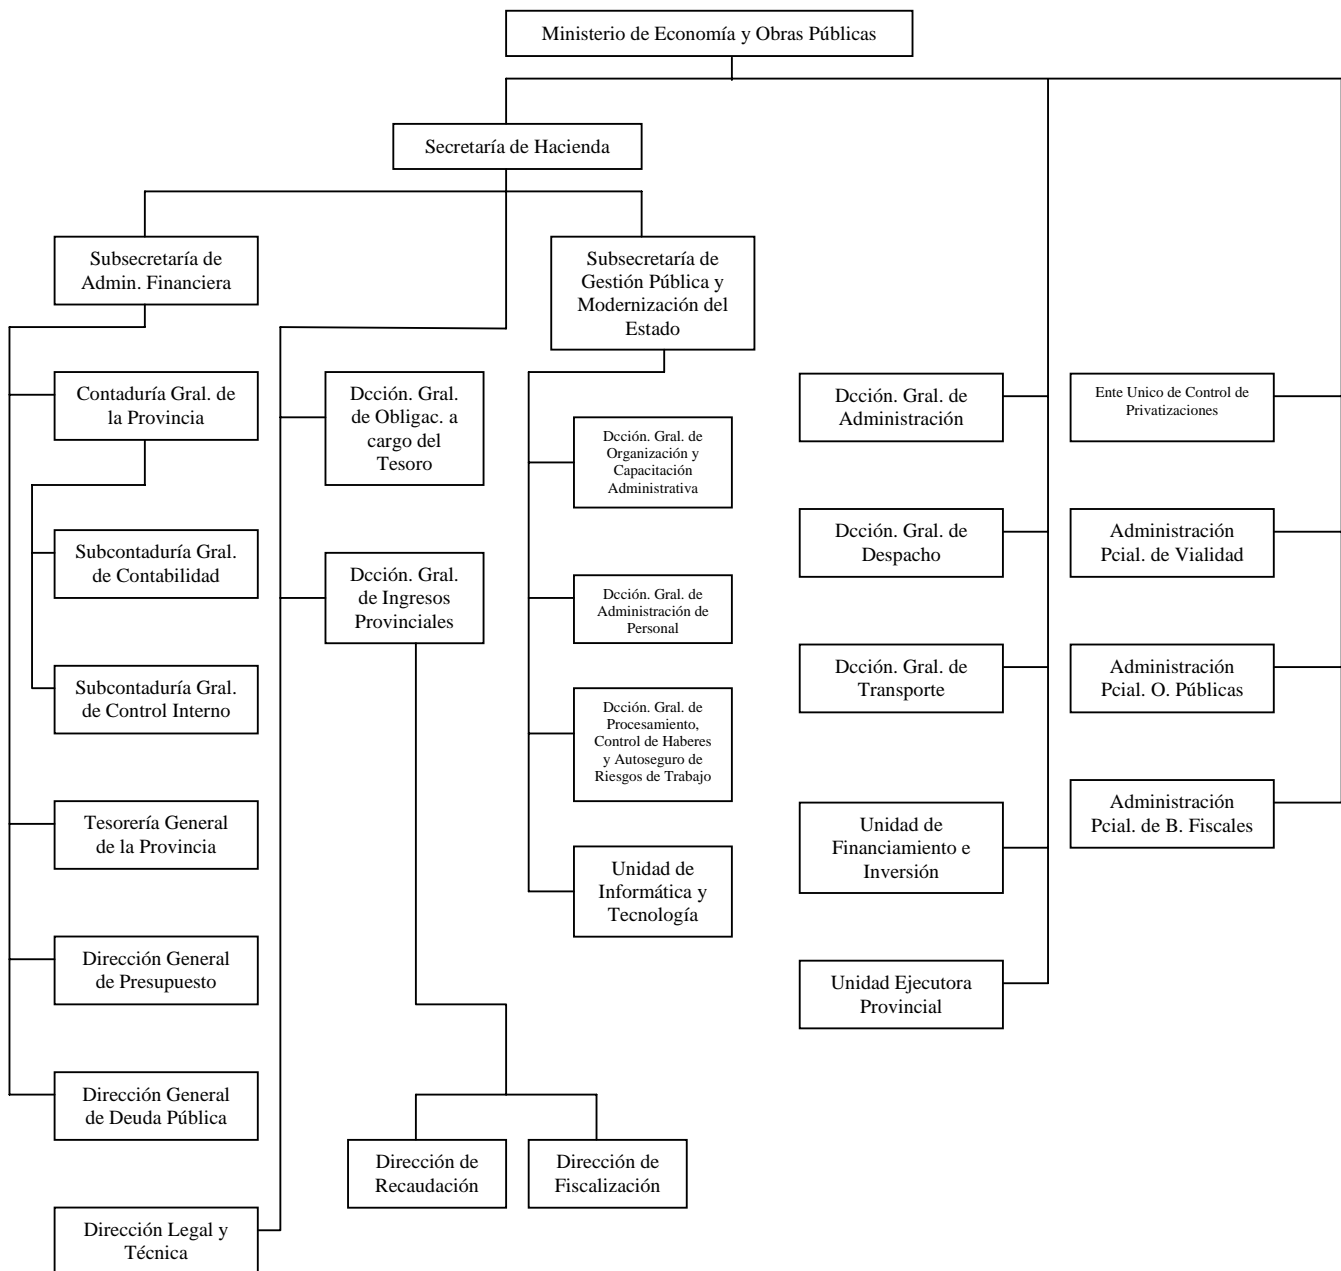 Ministerio de Economía y Obras Públicas
Secretaría de Hacienda
Subsecretaría de
Admin. Financiera
Subsecretaría de
Gestión Pública y
Modernización del
Estado
Contaduría Gral. de
la Provincia
Subcontaduría Gral.
de Contabilidad
Subcontaduría Gral.
de Control Interno
Tesorería General
de la Provincia
Dirección General
de Presupuesto
Dirección General
de Deuda Pública
Dirección Legal y
Técnica
Dcción. Gral.
de Obligac. a
cargo del
Tesoro
Dcción. Gral.
de Ingresos
Provinciales
Dirección de
Recaudación
Dirección de
Fiscalización
Dcción. Gral. de
Organización y
Capacitación
Administrativa
Dcción. Gral. de
Administración de
Personal
Dcción. Gral. de
Procesamiento,
Control de Haberes
y Autoseguro de
Riesgos de Trabajo
Unidad de
Informática y
Tecnología
Dcción. Gral. de
Administración
Dcción. Gral. de
Despacho
Dcción. Gral. de
Transporte
Unidad de
Financiamiento e
Inversión
Unidad Ejecutora
Provincial
Ente Unico de Control de
Privatizaciones
Administración
Pcial. de Vialidad
Administración
Pcial. O. Públicas
Administración
Pcial. de B. Fiscales